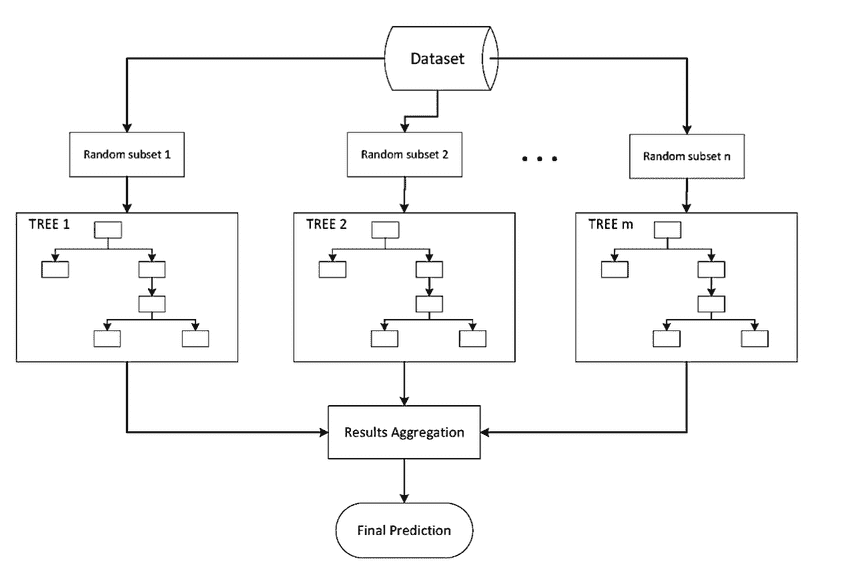 Dataset
Random subset 1
Random subset 2
...
Random subset n
TREE 1
TREE 2
TREE m
Results Aggregation
Final Prediction